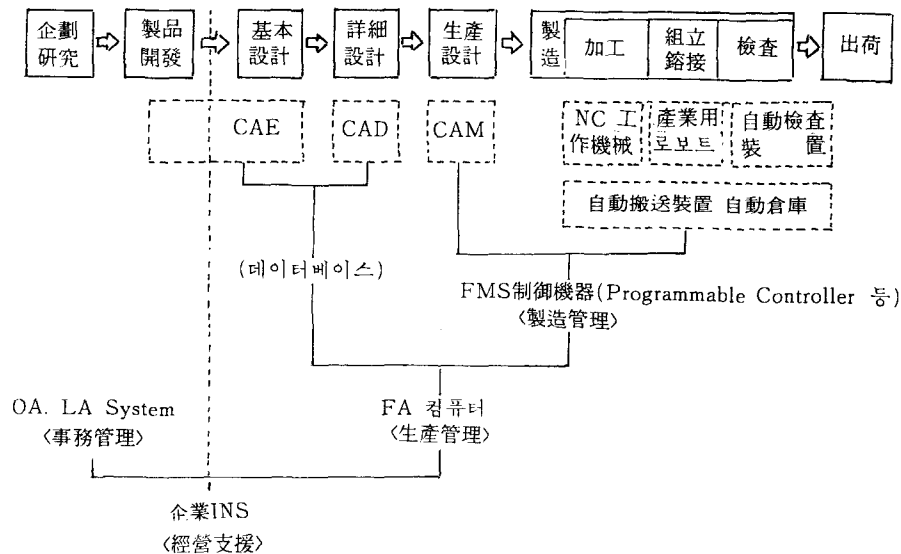 企劃
研究
製品
開發
基本
設計
詳細
設計
生產
設計
製
造
加工
組立
鎔接
檢査
出荷
CAE
CAD
CAM
NC 工
作機械
產業用
로보트
自動檢査
裝置
自動搬送裝置 自動倉庫
(데이터베이스)
FMS制御機器(Programmable Controller 등)
〈製造管理〉
OA. LA System
〈事務管理〉
FA 컴퓨터
〈生產管理〉
企業INS
〈經營支援〉